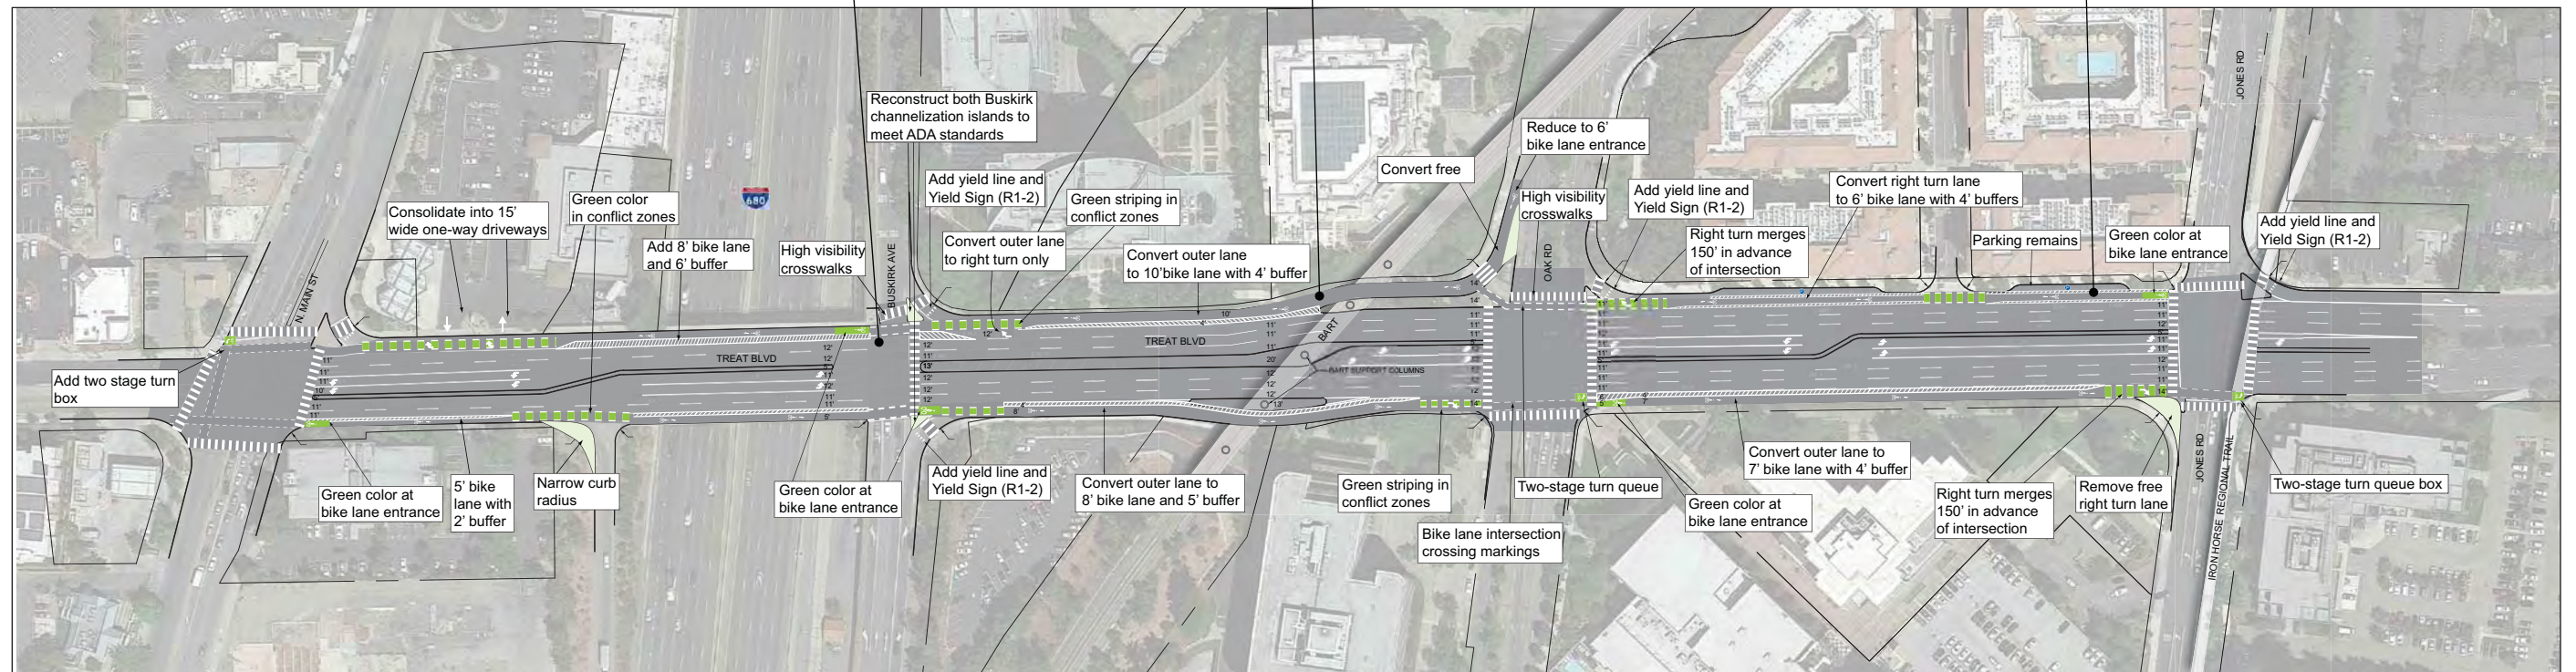 Reconstruct both Buskirk
channelization islands to
meet ADA standards
Reduce to 6’
bike lane entrance
JONES RD
Convert free
680
Add yield line and
Yield Sign (R1-2)
Green striping in
conflict zones
High visibility
crosswalks
Add yield line and
Yield Sign (R1-2)
Convert right turn lane
to 6’ bike lane with 4’ buffers
Green color
in conflict zones
Consolidate into 15’
wide one-way driveways
Add 8’ bike lane
and 6’ buffer
High visibility
crosswalks
BUSKIRK AVE
Convert outer lane
to right turn only
Convert outer lane
to 10’bike lane with 4’ buffer
OAK RD
Right turn merges
150’ in advance
of intersection
Parking remains
Green color at
bike lane entrance
Add yield line and
Yield Sign (R1-2)
N. MAIN ST
TREAT BLVD
TREAT BLVD
BART
BART SUPPORT COLUMNS
Add two stage turn
box
Green color at
bike lane entrance
5’ bike
lane with
2’ buffer
Narrow curb
radius
Green color at
bike lane entrance
Add yield line and
Yield Sign (R1-2)
Convert outer lane to
8’ bike lane and 5’ buffer
Green striping in
conflict zones
Bike lane intersection
crossing markings
Two-stage turn queue
Green color at
bike lane entrance
Convert outer lane to
7’ bike lane with 4’ buffer
Right turn merges
150’ in advance
of intersection
Remove free
right turn lane
JONES RD
IRON HORSE REGIONAL TRAIL
Two-stage turn queue box